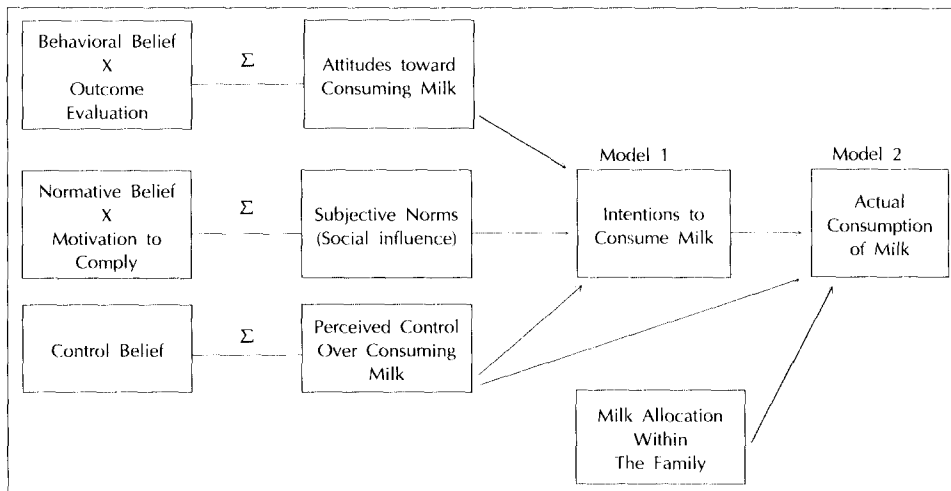 Behavioral Belief
X
Outcome
Evaluation
Σ
Attitudes toward
Consuming Milk
Normative Belief
X
Motivation to
Comply
Σ
Subjective Norms
(Social influence)
Control Belief
Σ
Perceived Control
Over Consuming
Milk
Model 1
Intentions to
Consume Milk
Model 2
Actual
Consumption
of Milk
Milk Allocation
Within
The Family